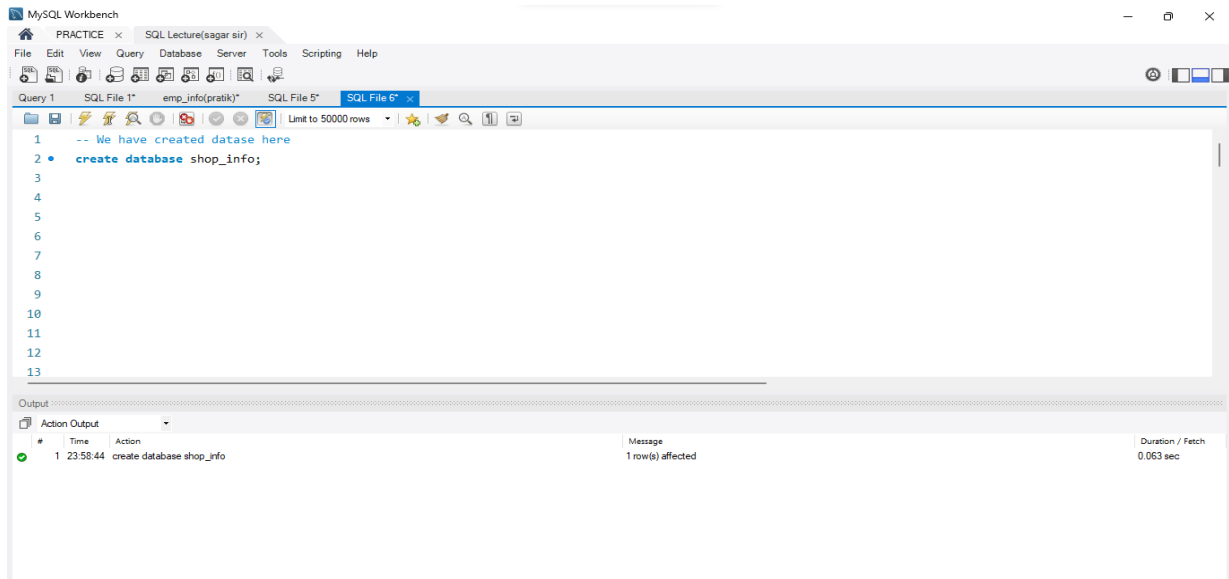 MySQL Workbench
PRACTICE × SQL Lecture(sagar sir) ×
File Edit View Query Database Server Tools Scripting Help
Query 1 SQL File 1* emp_info(pratik)* SQL File 5* SQL File 6* ×
Limit to 50000 rows
1 -- We have created datase here
2 create database shop_info;
3
4
5
6
7
8
9
10
11
12
13
Output
Action Output
# Time Action Message Duration / Fetch
1 23:58:44 create database shop_info 1 row(s) affected 0.063 sec